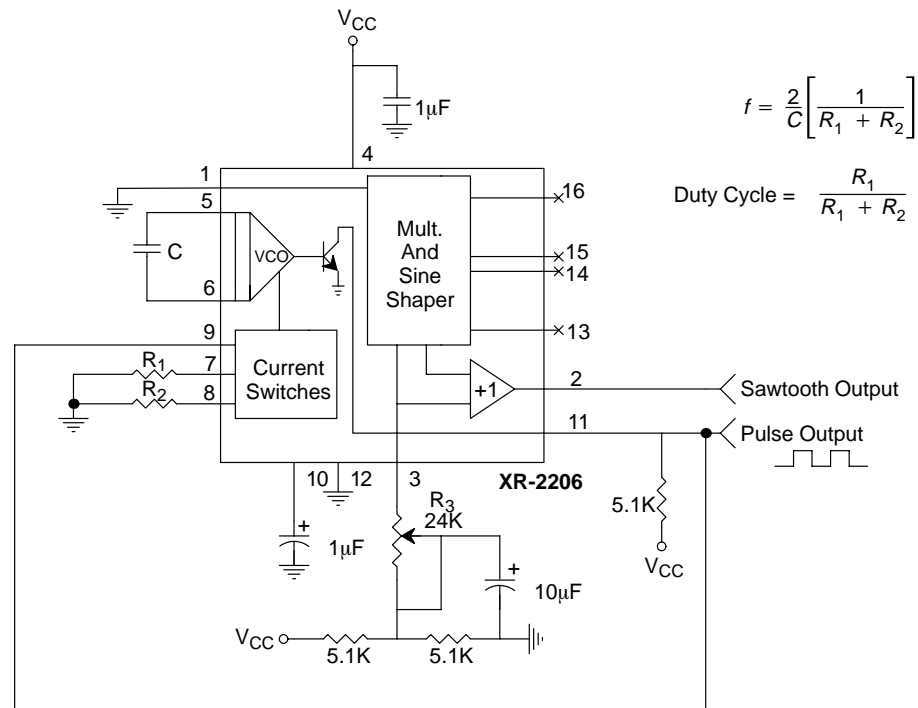 VCC
1µF
4
1
5
C
6
9
R1
7
R2
8
VCO
Current
Switches
Mult.
And
Sine
Shaper
16
15
14
13
+1
2
Sawtooth Output
11
Pulse Output
10
12
3
XR-2206
R3
24K
+
1µF
+
10µF
5.1K
VCC
VCC
5.1K
5.1K
f = 2/C [1/(R1 + R2)]
Duty Cycle = R1/(R1 + R2)